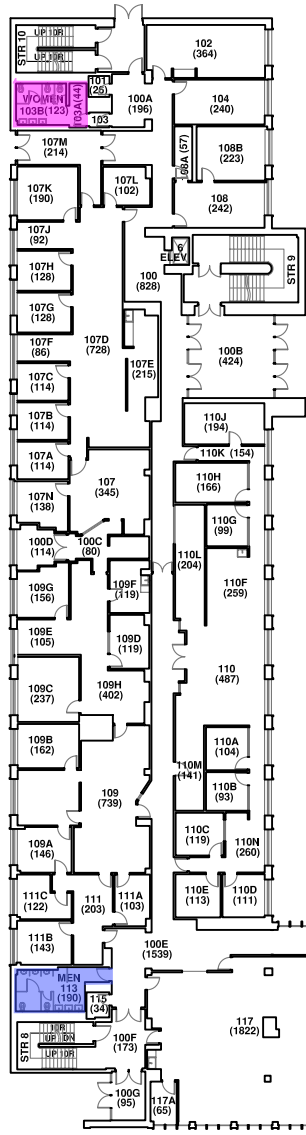 STR 10
UP 10R
UP 10R
101
(25)
102
(364)
WOMEN
103B(123)
103A(44)
100A
(196)
103
104
(240)
107M
(214)
108A (57)
108B
(223)
107K
(190)
107L
(102)
108
(242)
107J
(92)
6
ELEV
107H
(128)
100
(828)
STR 9
107G
(128)
107D
(728)
107F
(86)
107E
(215)
100B
(424)
107C
(114)
107B
(114)
110J
(194)
110K (154)
107A
(114)
107
(345)
110H
(166)
107N
(138)
110G
(99)
100D
(114)
100C
(80)
110L
(204)
109G
(156)
109F
(119)
110F
(259)
109E
(105)
109D
(119)
109C
(237)
109H
(402)
110
(487)
109B
(162)
110A
(104)
110M
(141)
109
(739)
110B
(93)
109A
(146)
110C
(119)
110N
(260)
111C
(122)
111
(203)
111A
(103)
110E
(113)
110D
(111)
111B
(143)
100E
(1539)
MEN
113
(190)
115
(34)
117
(1822)
STR 8
10R
UP DN
UP 10R
100F
(173)
100G
(95)
117A
(65)